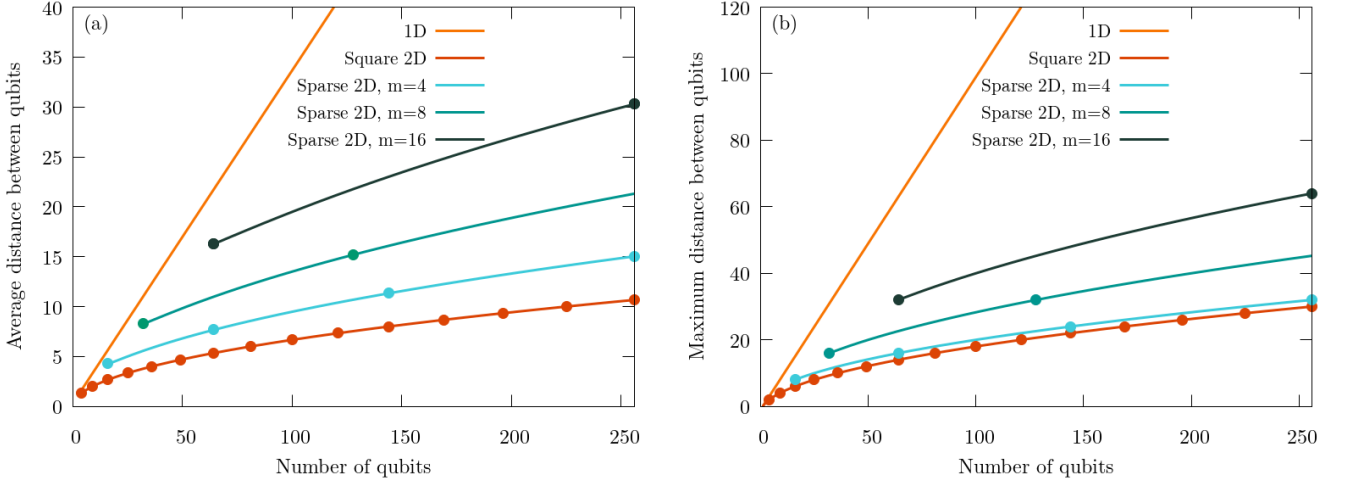 (a)
Average distance between qubits
40
35
30
25
20
15
10
5
0
1D
Square 2D
Sparse 2D, m=4
Sparse 2D, m=8
Sparse 2D, m=16
0 50 100 150 200 250
Number of qubits
(b)
Maximum distance between qubits
120
100
80
60
40
20
0
1D
Square 2D
Sparse 2D, m=4
Sparse 2D, m=8
Sparse 2D, m=16
0 50 100 150 200 250
Number of qubits